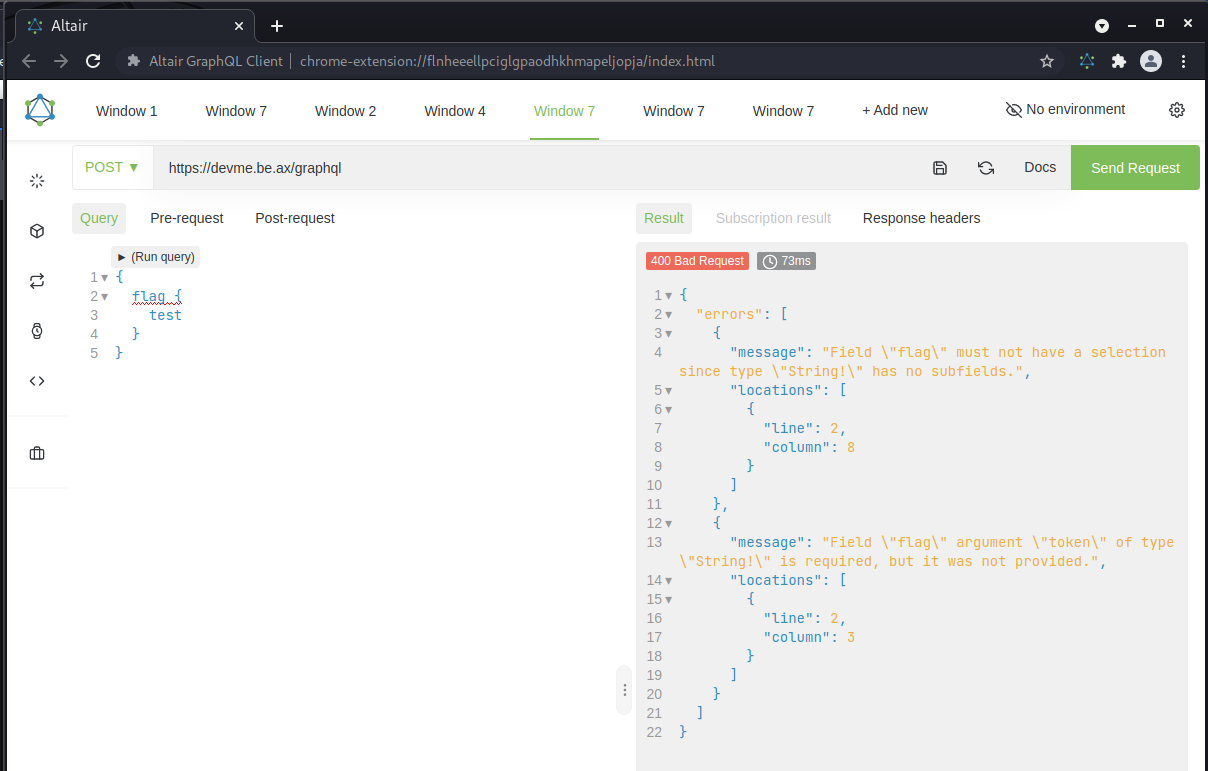 Altair
Altair GraphQL Client | chrome-extension://flnheeellpciglgpaodhkhmapeljopja/index.html
Window 1 Window 7 Window 2 Window 4 Window 7 Window 7 Window 7 + Add new No environment
POST ▼ https://devme.be.ax/graphql Docs Send Request
Query Pre-request Post-request
▶ (Run query)
1 ▼ {
2 ▼ flag {
3 test
4 }
5 }
Result Subscription result Response headers
400 Bad Request 73ms
1 ▼ {
2 ▼ "errors": [
3 ▼ {
4 "message": "Field \"flag\" must not have a selection
since type \"String!\" has no subfields.",
5 ▼ "locations": [
6 ▼ {
7 "line": 2,
8 "column": 8
9 }
10 ]
11 },
12 ▼ {
13 "message": "Field \"flag\" argument \"token\" of type
\"String!\" is required, but it was not provided.",
14 ▼ "locations": [
15 ▼ {
16 "line": 2,
17 "column": 3
18 }
19 ]
20 }
21 ]
22 }